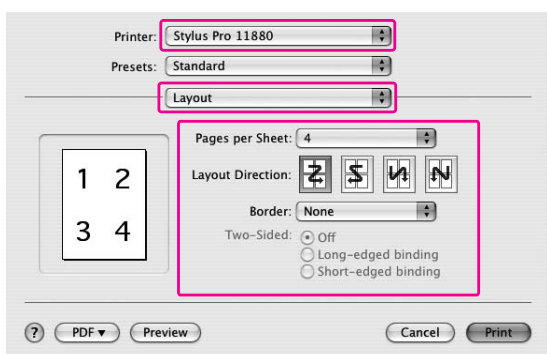 Printer: Stylus Pro 11880
Presets: Standard
Layout
Pages per Sheet: 4
1 2
Layout Direction:
Border: None
3 4
Two-Sided: Off
Long-edged binding
Short-edged binding
? PDF▼ Preview Cancel Print